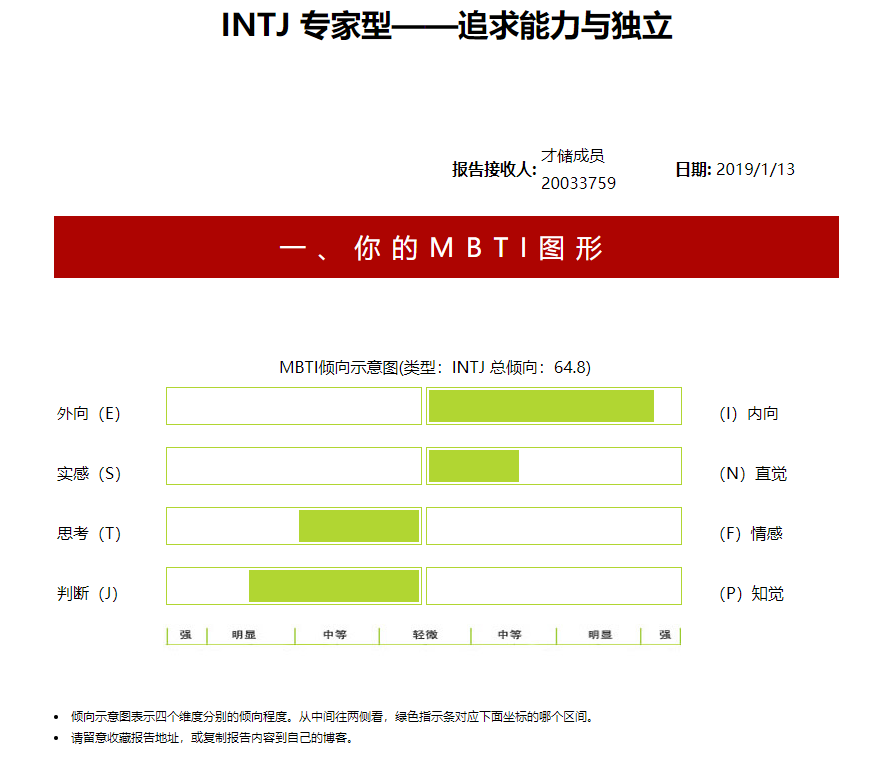 INTJ 专家型——追求能力与独立
报告接收人: 才储成员 20033759 日期: 2019/1/13
一、你的MBTI图形
MBTI倾向示意图(类型：INTJ 总倾向：64.8)
外向（E） （I）内向
实感（S） （N）直觉
思考（T） （F）情感
判断（J） （P）知觉
强 明显 中等 轻微 中等 明显 强
• 倾向示意图表示四个维度分别的倾向程度。从中间往两侧看，绿色指示条对应下面坐标的哪个区间。
• 请留意收藏报告地址，或复制报告内容到自己的博客。